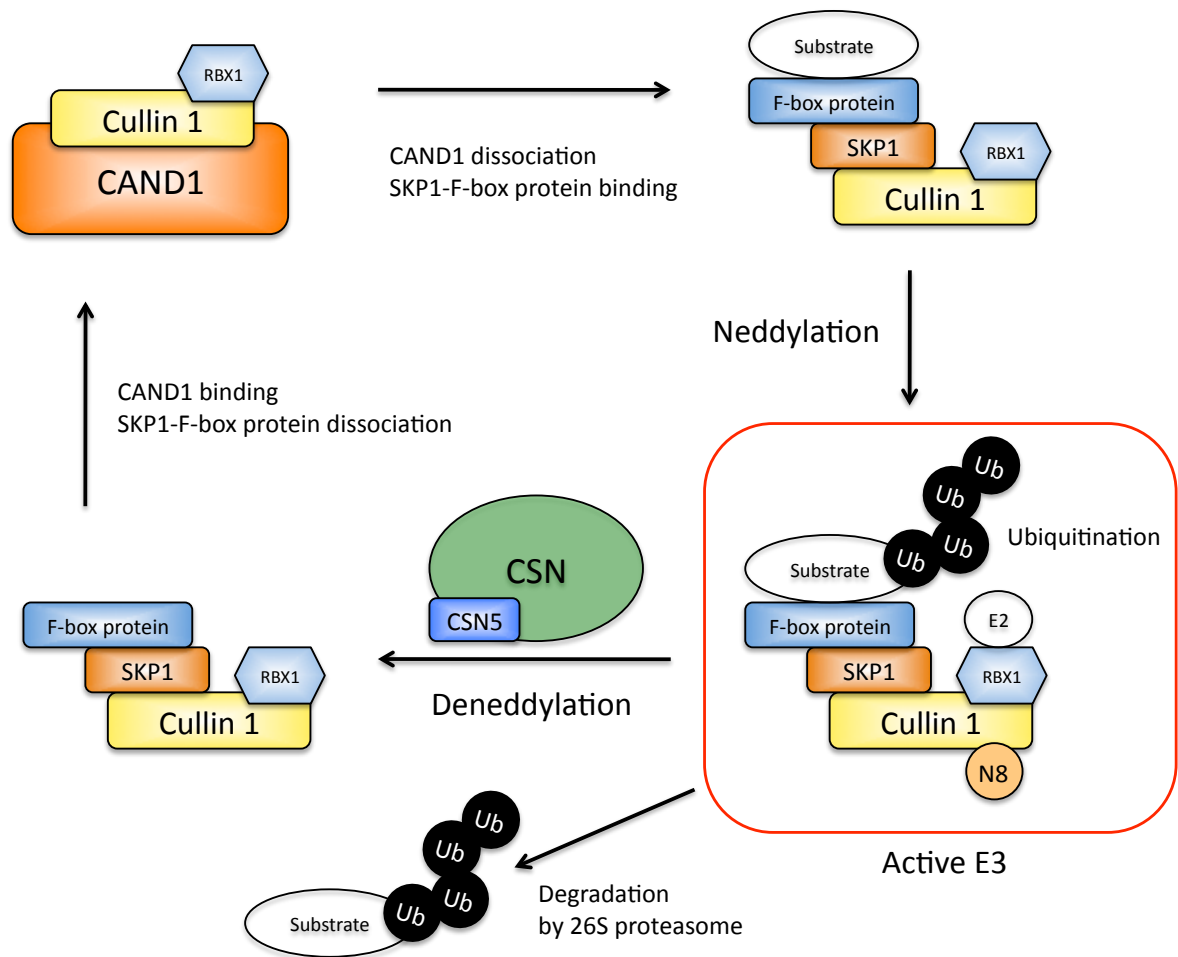 RBX1
Cullin 1
CAND1
CAND1 dissociation
SKP1-F-box protein binding
Substrate
F-box protein
SKP1
RBX1
Cullin 1
Neddylation
CAND1 binding
SKP1-F-box protein dissociation
Ub
Ub
Ub
Ub
Ubiquitination
Substrate
F-box protein
E2
SKP1
RBX1
Cullin 1
N8
Active E3
CSN
CSN5
Deneddylation
F-box protein
SKP1
RBX1
Cullin 1
Ub
Ub
Ub
Ub
Substrate
Degradation
by 26S proteasome